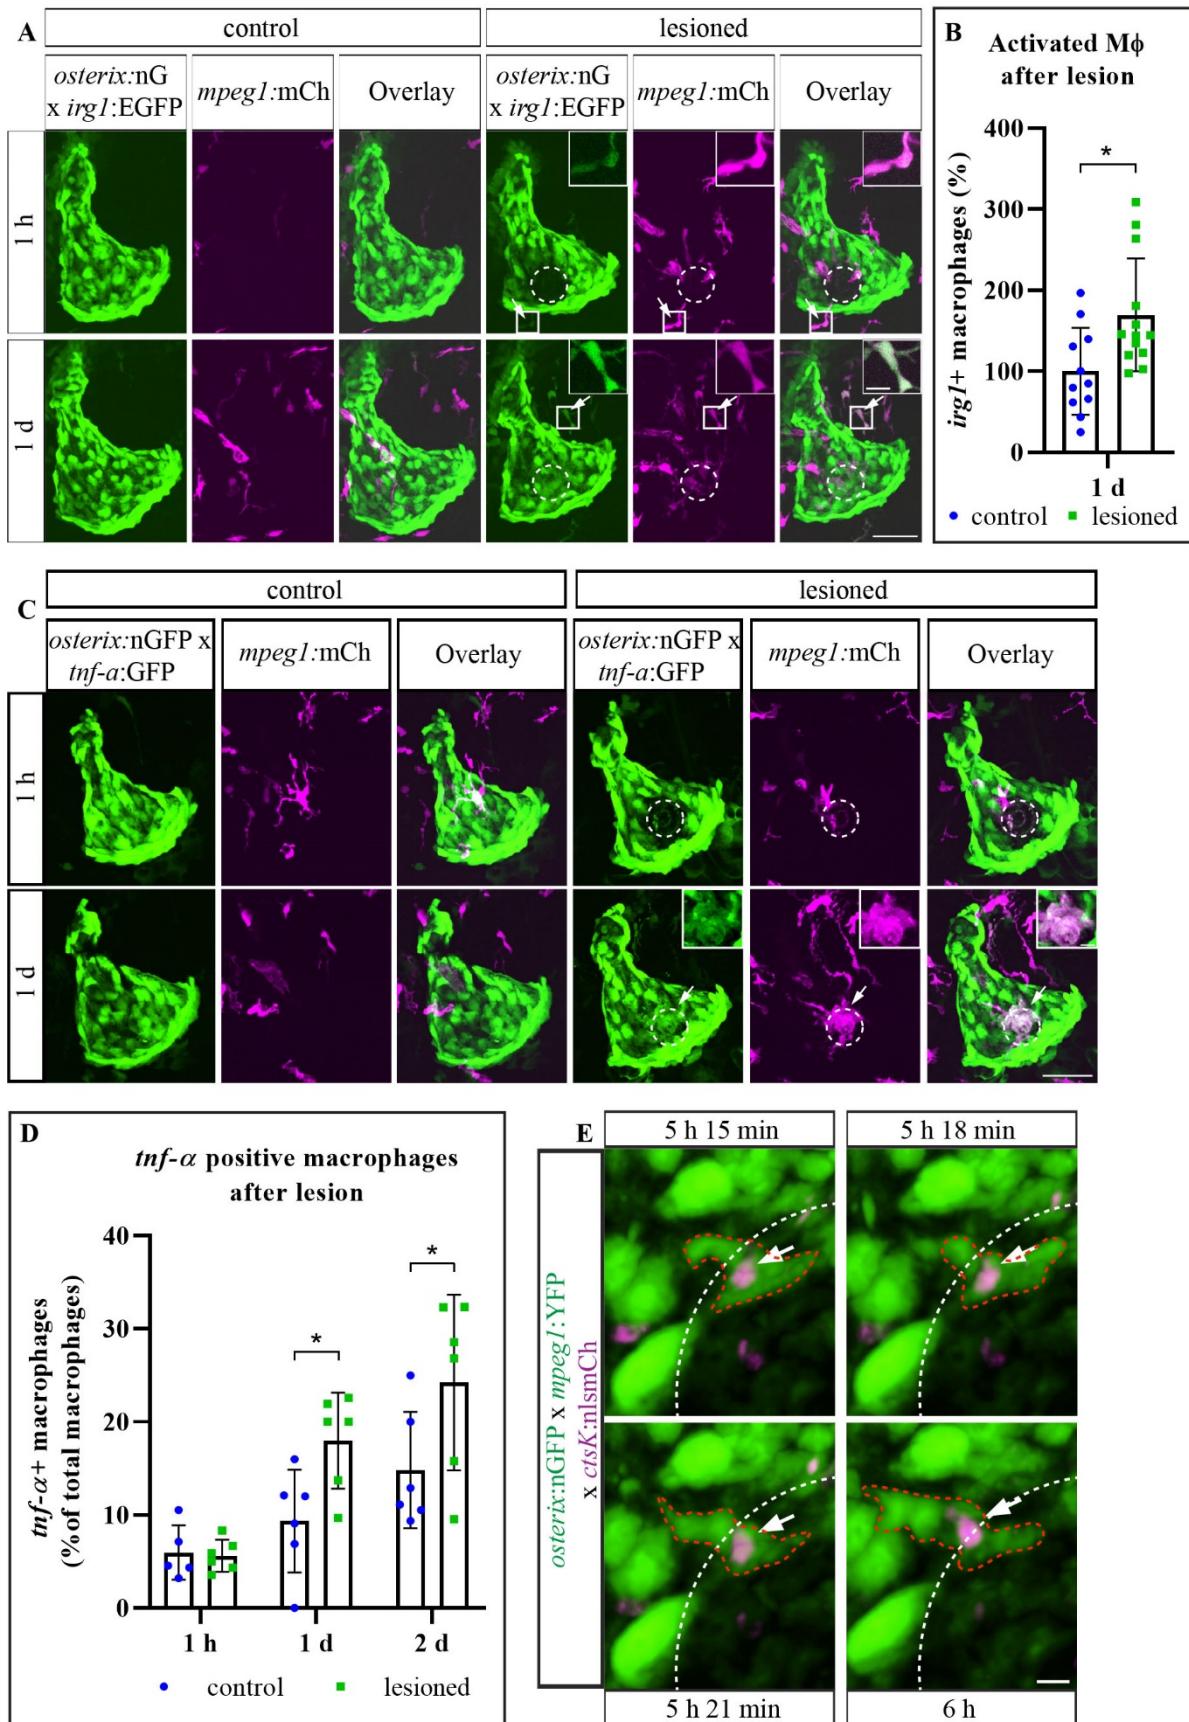 A
control
lesioned
osterix:nG
x irg1:EGFP
mpeg1:mCh
Overlay
osterix:nG
x irg1:EGFP
mpeg1:mCh
Overlay
1 h
1 d
B
Activated Mϕ
after lesion
irg1+ macrophages (%)
400
300
200
100
0
*
1 d
control
lesioned
C
control
lesioned
osterix:nGFP x
tnf-a:GFP
mpeg1:mCh
Overlay
osterix:nGFP x
tnf-a:GFP
mpeg1:mCh
Overlay
1 h
1 d
D
tnf-α positive macrophages
after lesion
tnf-α+ macrophages
(%of total macrophages)
40
30
20
10
0
*
*
1 h
1 d
2 d
control
lesioned
E
5 h 15 min
5 h 18 min
osterix:nGFP x mpeg1:YFP
x ctsK:nlsmCh
5 h 21 min
6 h